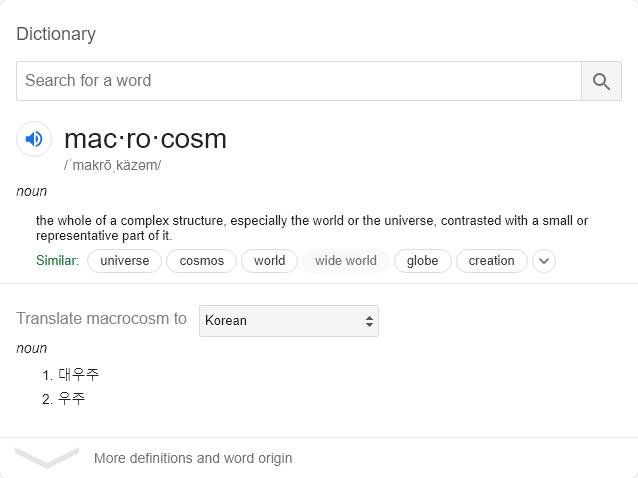 Dictionary
Search for a word
mac·ro·cosm
/ˈmakrōˌkäzəm/
noun
the whole of a complex structure, especially the world or the universe, contrasted with a small or
representative part of it.
Similar: universe cosmos world wide world globe creation
Translate macrocosm to Korean
noun
1. 대우주
2. 우주
More definitions and word origin